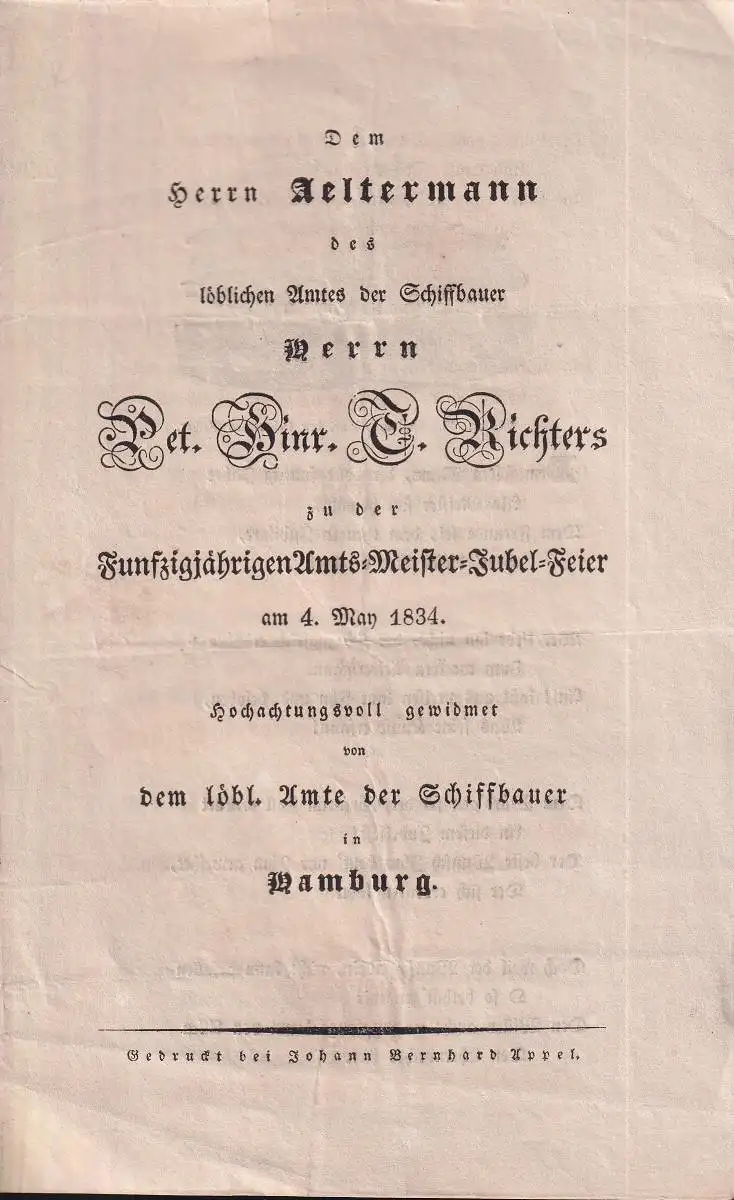 Dem
Herrn Aeltermann
des
löblichen Amtes der Schiffbauer
Herrn
Pet. Hinr. E. Richters
zu der
Funfzigjährigen Amts-Meister-Jubel-Feier
am 4. May 1834.
Hochachtungsvoll gewidmet
von
dem löbl. Amte der Schiffbauer
in
Hamburg.
Gedruckt bei Johann Bernhard Appel.